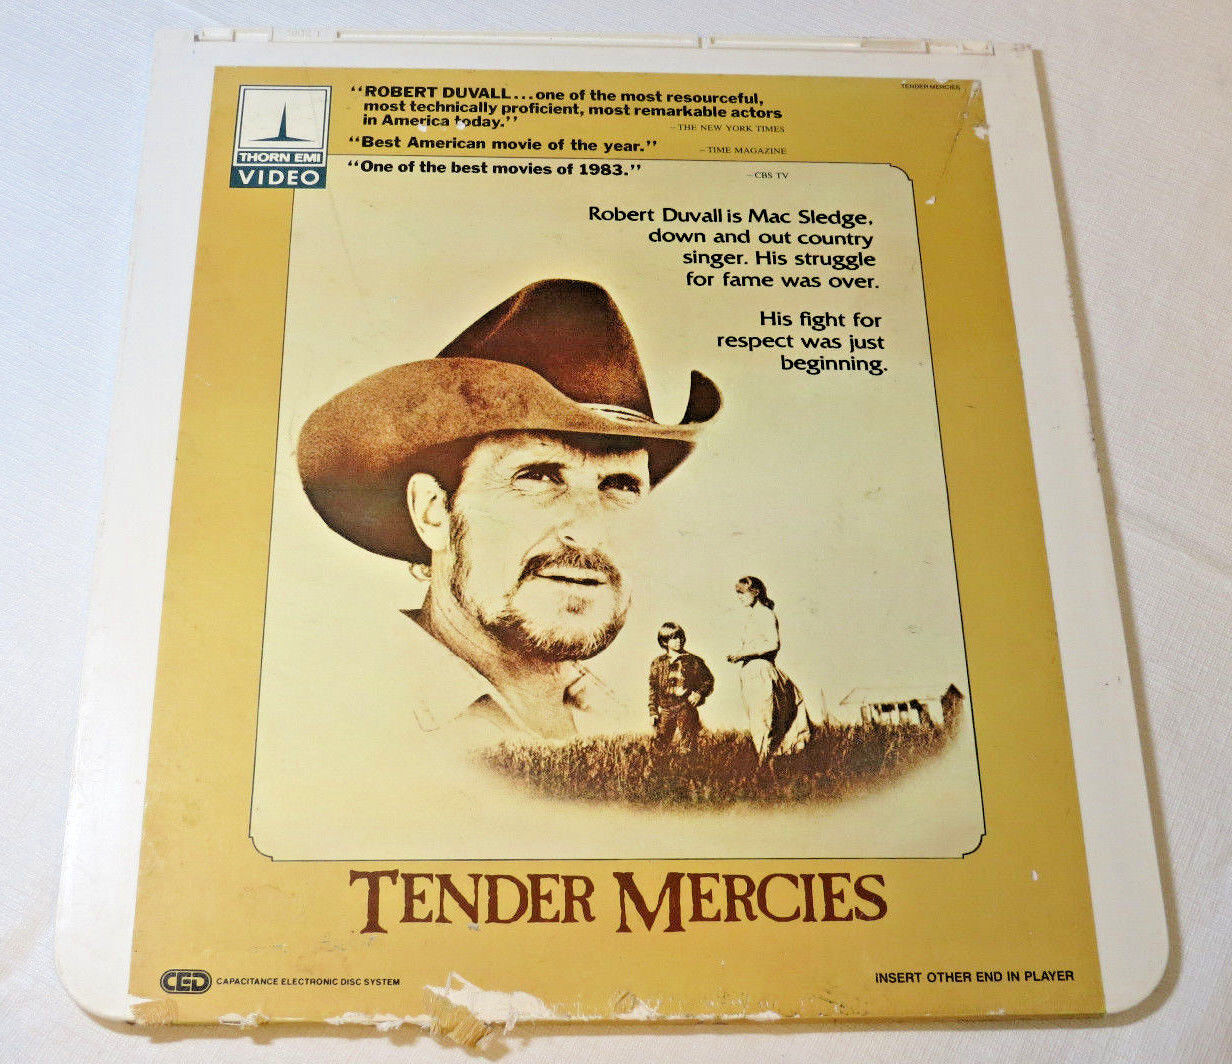 "ROBERT DUVALL...one of the most resourceful,
most technically proficient, most remarkable actors
in America today."
– THE NEW YORK TIMES
"Best American movie of the year."
– TIME MAGAZINE
"One of the best movies of 1983."
– CBS TV
TENDER MERCIES
THORN EMI
VIDEO
Robert Duvall is Mac Sledge,
down and out country
singer. His struggle
for fame was over.
His fight for
respect was just
beginning.
TENDER MERCIES
CED CAPACITANCE ELECTRONIC DISC SYSTEM
INSERT OTHER END IN PLAYER